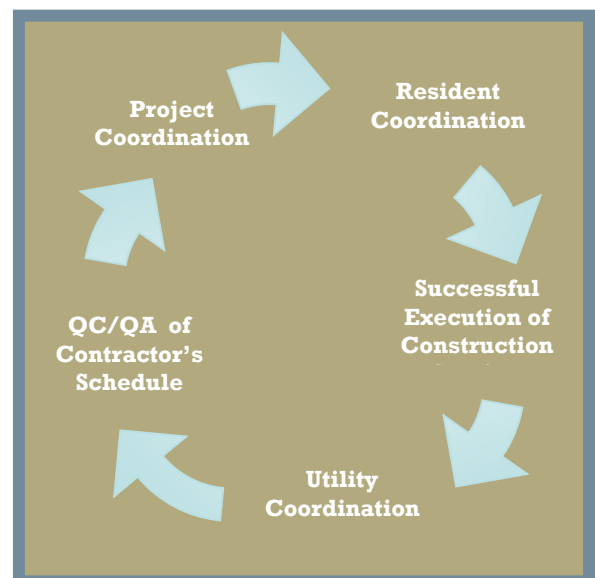 Project
Coordination
Resident
Coordination
Successful
Execution of
Construction
Utility
Coordination
QC/QA of
Contractor's
Schedule